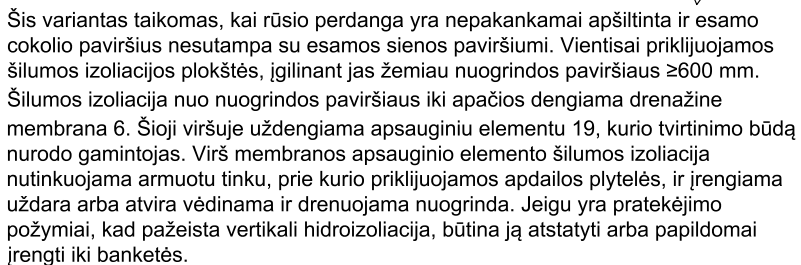 Šis variantas taikomas, kai rūsio perdanga yra nepakankamai apšiltinta ir esamo
cokolio paviršius nesutampa su esamos sienos paviršiumi. Vientisai priklijuojamos
šilumos izoliacijos plokštės, įgilinant jas žemiau nuogrindos paviršiaus ≥600 mm.
Šilumos izoliacija nuo nuogrindos paviršiaus iki apačios dengiama drenažine
membrana 6. Šioji viršuje uždengiama apsauginiu elementu 19, kurio tvirtinimo būdą
nurodo gamintojas. Virš membranos apsauginio elemento šilumos izoliacija
nutinkuojama armuotu tinku, prie kurio priklijuojamos apdailos plytelės, ir įrengiama
uždara arba atvira vėdinama ir drenuojama nuogrinda. Jeigu yra pratekėjimo
požymiai, kad pažeista vertikali hidroizoliacija, būtina ją atstatyti arba papildomai
įrengti iki banketės.